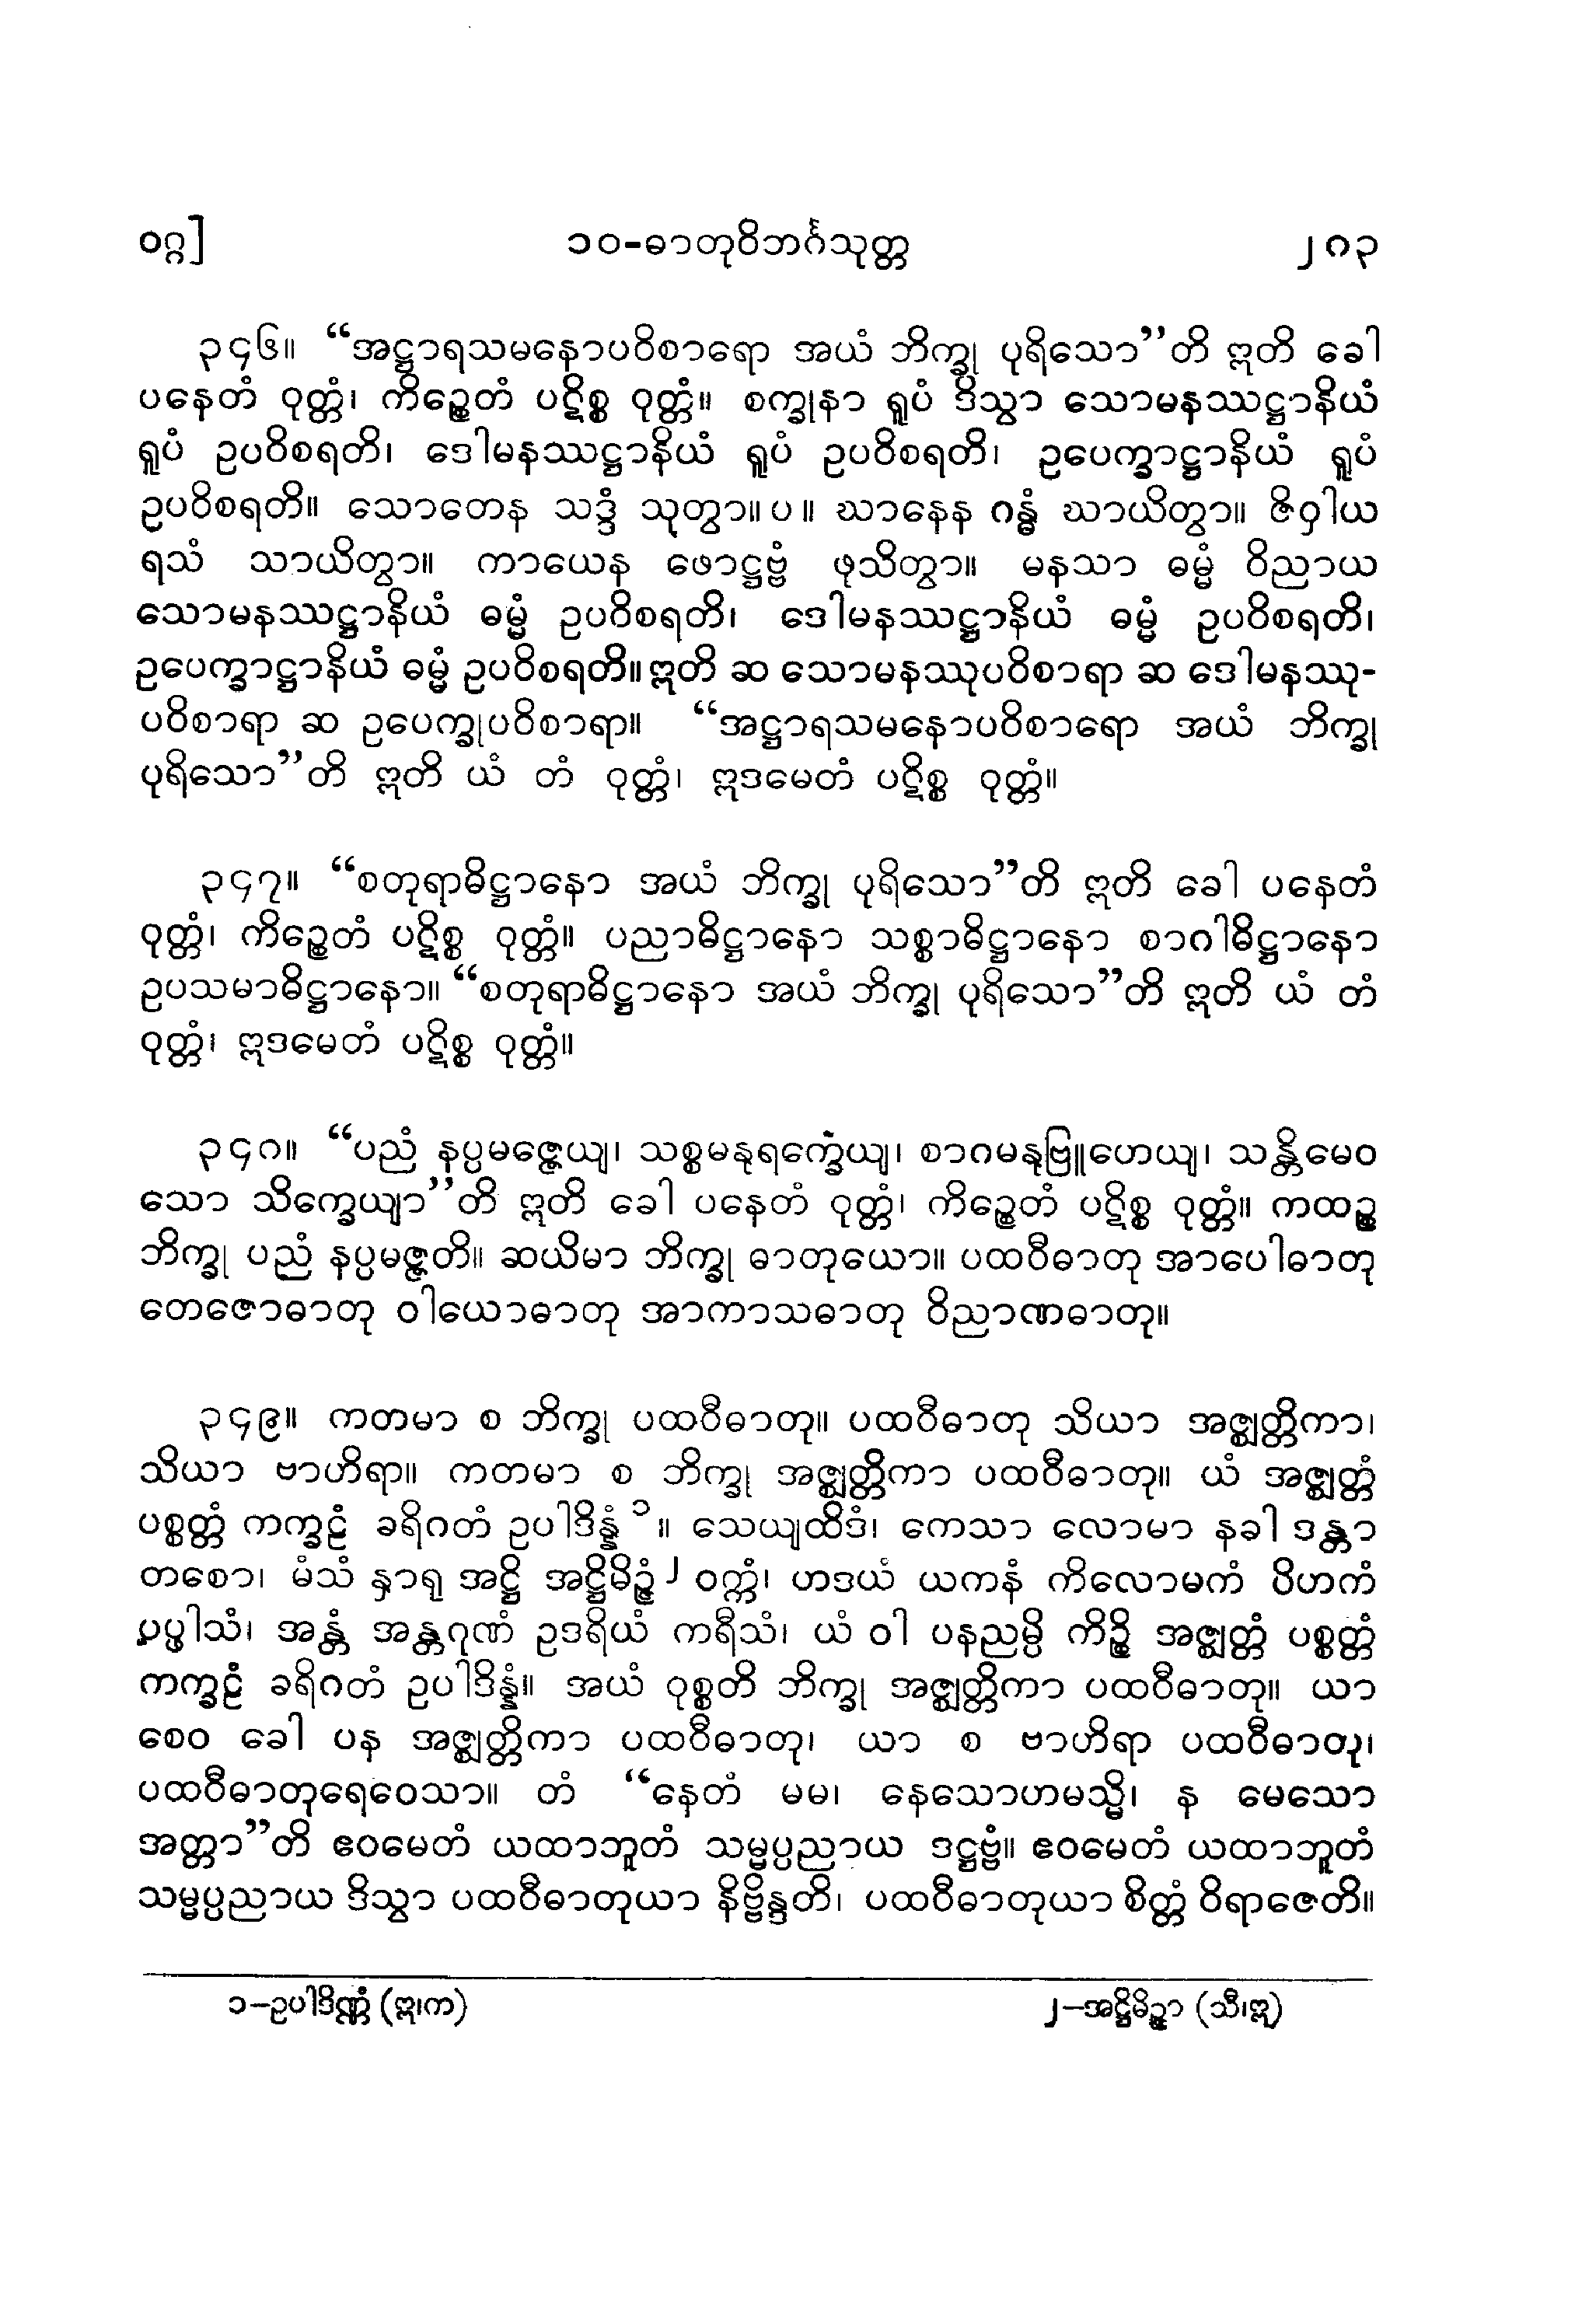 ဝဂ္ဂ]
၁၀-ဓာတုဝိဘင်္ဂသုတ္တ
၂၈၃
၃၄၆။ “အဋ္ဌာရသမနောပဝိစာရော အယံ ဘိက္ခု ပုရိသော”တိ ဣတိ ခေါ
ပနေတံ ဝုတ္တံ၊ ကိဉ္စေတံ ပဋိစ္စ ဝုတ္တံ။ စက္ခုနာ ရူပံ ဒိသွာ သောမနဿဋ္ဌာနိယံ
ရူပံ ဥပဝိစရတိ၊ ဒေါမနဿဋ္ဌာနိယံ ရူပံ ဥပဝိစရတိ၊ ဥပေက္ခာဋ္ဌာနိယံ ရူပံ
ဥပဝိစရတိ။ သောတေန သဒ္ဒံ သုတွာ။ပ။ ဃာနေန ဂန္ဓံ ဃာယိတွာ။ ဇိဝှါယ
ရသံ သာယိတွာ။ ကာယေန ဖောဋ္ဌဗ္ဗံ ဖုသိတွာ။ မနသာ ဓမ္မံ ဝိညာယ
သောမနဿဋ္ဌာနိယံ ဓမ္မံ ဥပဝိစရတိ၊ ဒေါမနဿဋ္ဌာနိယံ ဓမ္မံ ဥပဝိစရတိ၊
ဥပေက္ခာဋ္ဌာနိယံ ဓမ္မံ ဥပဝိစရတိ။ ဣတိ ဆ သောမနဿုပဝိစာရာ ဆ ဒေါမနဿု-
ပဝိစာရာ ဆ ဥပေက္ခုပဝိစာရာ။ “အဋ္ဌာရသမနောပဝိစာရော အယံ ဘိက္ခု
ပုရိသော”တိ ဣတိ ယံ တံ ဝုတ္တံ၊ ဣဒမေတံ ပဋိစ္စ ဝုတ္တံ။
၃၄၇။ “စတုရာဓိဋ္ဌာနော အယံ ဘိက္ခု ပုရိသော”တိ ဣတိ ခေါ ပနေတံ
ဝုတ္တံ၊ ကိဉ္စေတံ ပဋိစ္စ ဝုတ္တံ။ ပညာဓိဋ္ဌာနော သစ္စာဓိဋ္ဌာနော စာဂါဓိဋ္ဌာနော
ဥပသမာဓိဋ္ဌာနော။ “စတုရာဓိဋ္ဌာနော အယံ ဘိက္ခု ပုရိသော”တိ ဣတိ ယံ တံ
ဝုတ္တံ၊ ဣဒမေတံ ပဋိစ္စ ဝုတ္တံ။
၃၄၈။ “ပညံ နပ္ပမဇ္ဇေယျ၊ သစ္စမနုရက္ခေယျ၊ စာဂမနုဗြူဟေယျ၊ သန္တိမေဝ
သော သိက္ခေယျာ”တိ ဣတိ ခေါ ပနေတံ ဝုတ္တံ၊ ကိဉ္စေတံ ပဋိစ္စ ဝုတ္တံ။ ကထဉ္စ
ဘိက္ခု ပညံ နပ္ပမဇ္ဇတိ။ ဆယိမာ ဘိက္ခု ဓာတုယော။ ပထဝီဓာတု အာပေါဓာတု
တေဇောဓာတု ဝါယောဓာတု အာကာသဓာတု ဝိညာဏဓာတု။
၃၄၉။ ကတမာ စ ဘိက္ခု ပထဝီဓာတု။ ပထဝီဓာတု သိယာ အဇ္ဈတ္တိကာ၊
သိယာ ဗာဟိရာ။ ကတမာ စ ဘိက္ခု အဇ္ဈတ္တိကာ ပထဝီဓာတု။ ယံ အဇ္ဈတ္တံ
ပစ္စတ္တံ ကက္ခဠံ ခရိဂတံ ဥပါဒိန္နံ ၁။ သေယျထိဒံ၊ ကေသာ လောမာ နခါ ဒန္တာ
တစော၊ မံသံ နှာရု အဋ္ဌိ အဋ္ဌိမိဉ္ဇံ ၂ ဝက္ကံ၊ ဟဒယံ ယကနံ ကိလောမကံ ပိဟကံ
ပပ္ဖါသံ၊ အန္တံ အန္တဂုဏံ ဥဒရိယံ ကရီသံ၊ ယံ ဝါ ပနညမ္ပိ ကိဉ္စိ အဇ္ဈတ္တံ ပစ္စတ္တံ
ကက္ခဠံ ခရိဂတံ ဥပါဒိန္နံ။ အယံ ဝုစ္စတိ ဘိက္ခု အဇ္ဈတ္တိကာ ပထဝီဓာတု။ ယာ
စေဝ ခေါ ပန အဇ္ဈတ္တိကာ ပထဝီဓာတု၊ ယာ စ ဗာဟိရာ ပထဝီဓာတု၊
ပထဝီဓာတုရေဝေသာ။ တံ “နေတံ မမ၊ နေသောဟမသ္မိ၊ န မေသော
အတ္တာ”တိ ဧဝမေတံ ယထာဘူတံ သမ္မပ္ပညာယ ဒဋ္ဌဗ္ဗံ။ ဧဝမေတံ ယထာဘူတံ
သမ္မပ္ပညာယ ဒိသွာ ပထဝီဓာတုယာ နိဗ္ဗိန္ဒတိ၊ ပထဝီဓာတုယာ စိတ္တံ ဝိရာဇေတိ။
၁-ဥပါဒိဏ္ဏံ (ဣ၊က)
၂-အဋ္ဌိမိဉ္ဇာ (သီ၊ဣ)